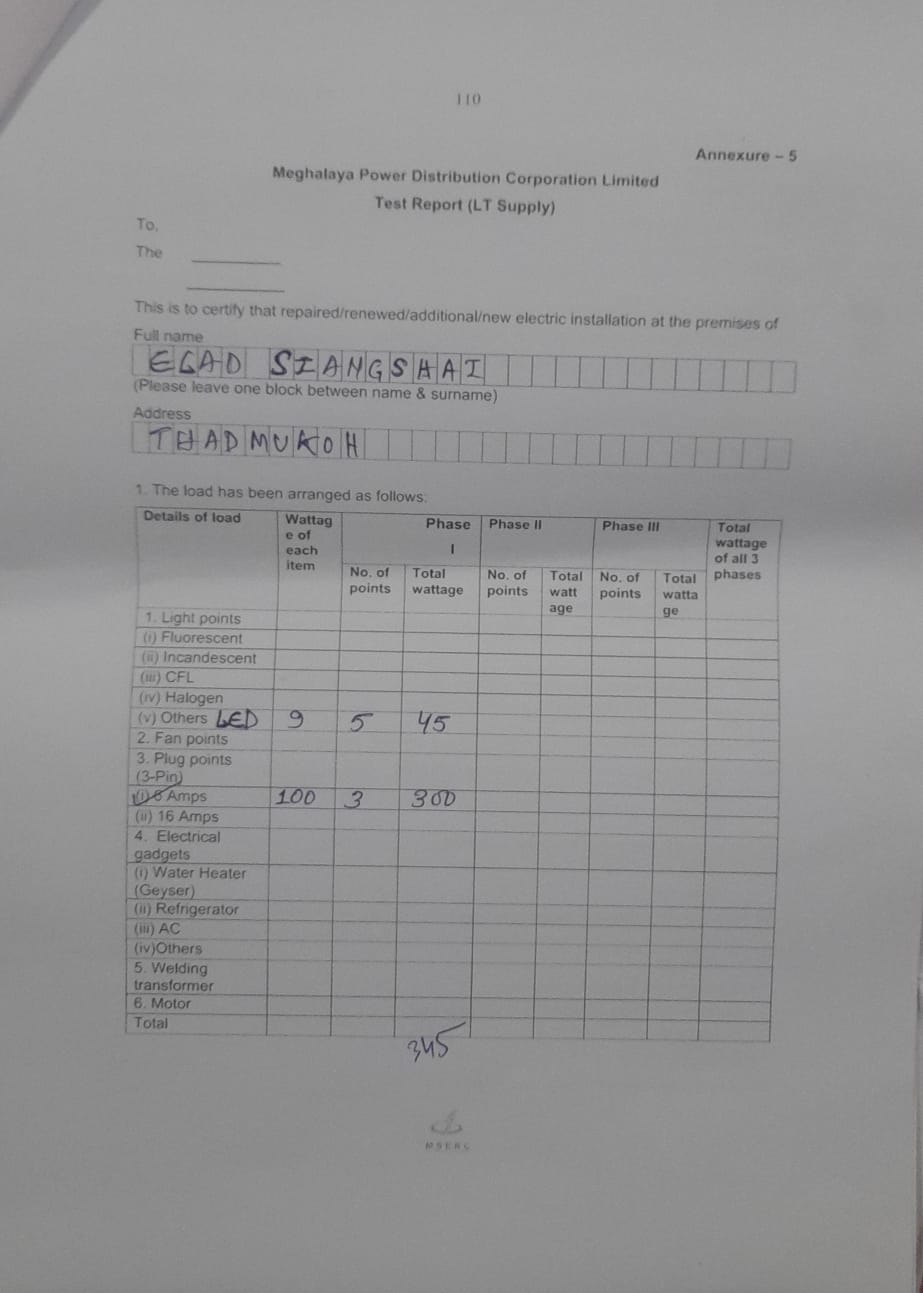 110
Annexure – 5
Meghalaya Power Distribution Corporation Limited
Test Report (LT Supply)
To,
The
This is to certify that repaired/renewed/additional/new electric installation at the premises of
Full name
ELAD SIANGSHAI
(Please leave one block between name & surname)
Address
THADMUKOH
1. The load has been arranged as follows:
Details of load Wattag e of each item Phase I Phase II Phase III Total wattage of all 3 phases
No. of points Total wattage No. of points Total watt age No. of points Total watta ge
1. Light points
(i) Fluorescent
(ii) Incandescent
(iii) CFL
(iv) Halogen
(v) Others LED 9 5 45
2. Fan points
3. Plug points
(3-Pin)
(i) 6 Amps 100 3 300
(ii) 16 Amps
4. Electrical
gadgets
(i) Water Heater
(Geyser)
(ii) Refrigerator
(iii) AC
(iv)Others
5. Welding
transformer
6. Motor
Total
345
MSERC